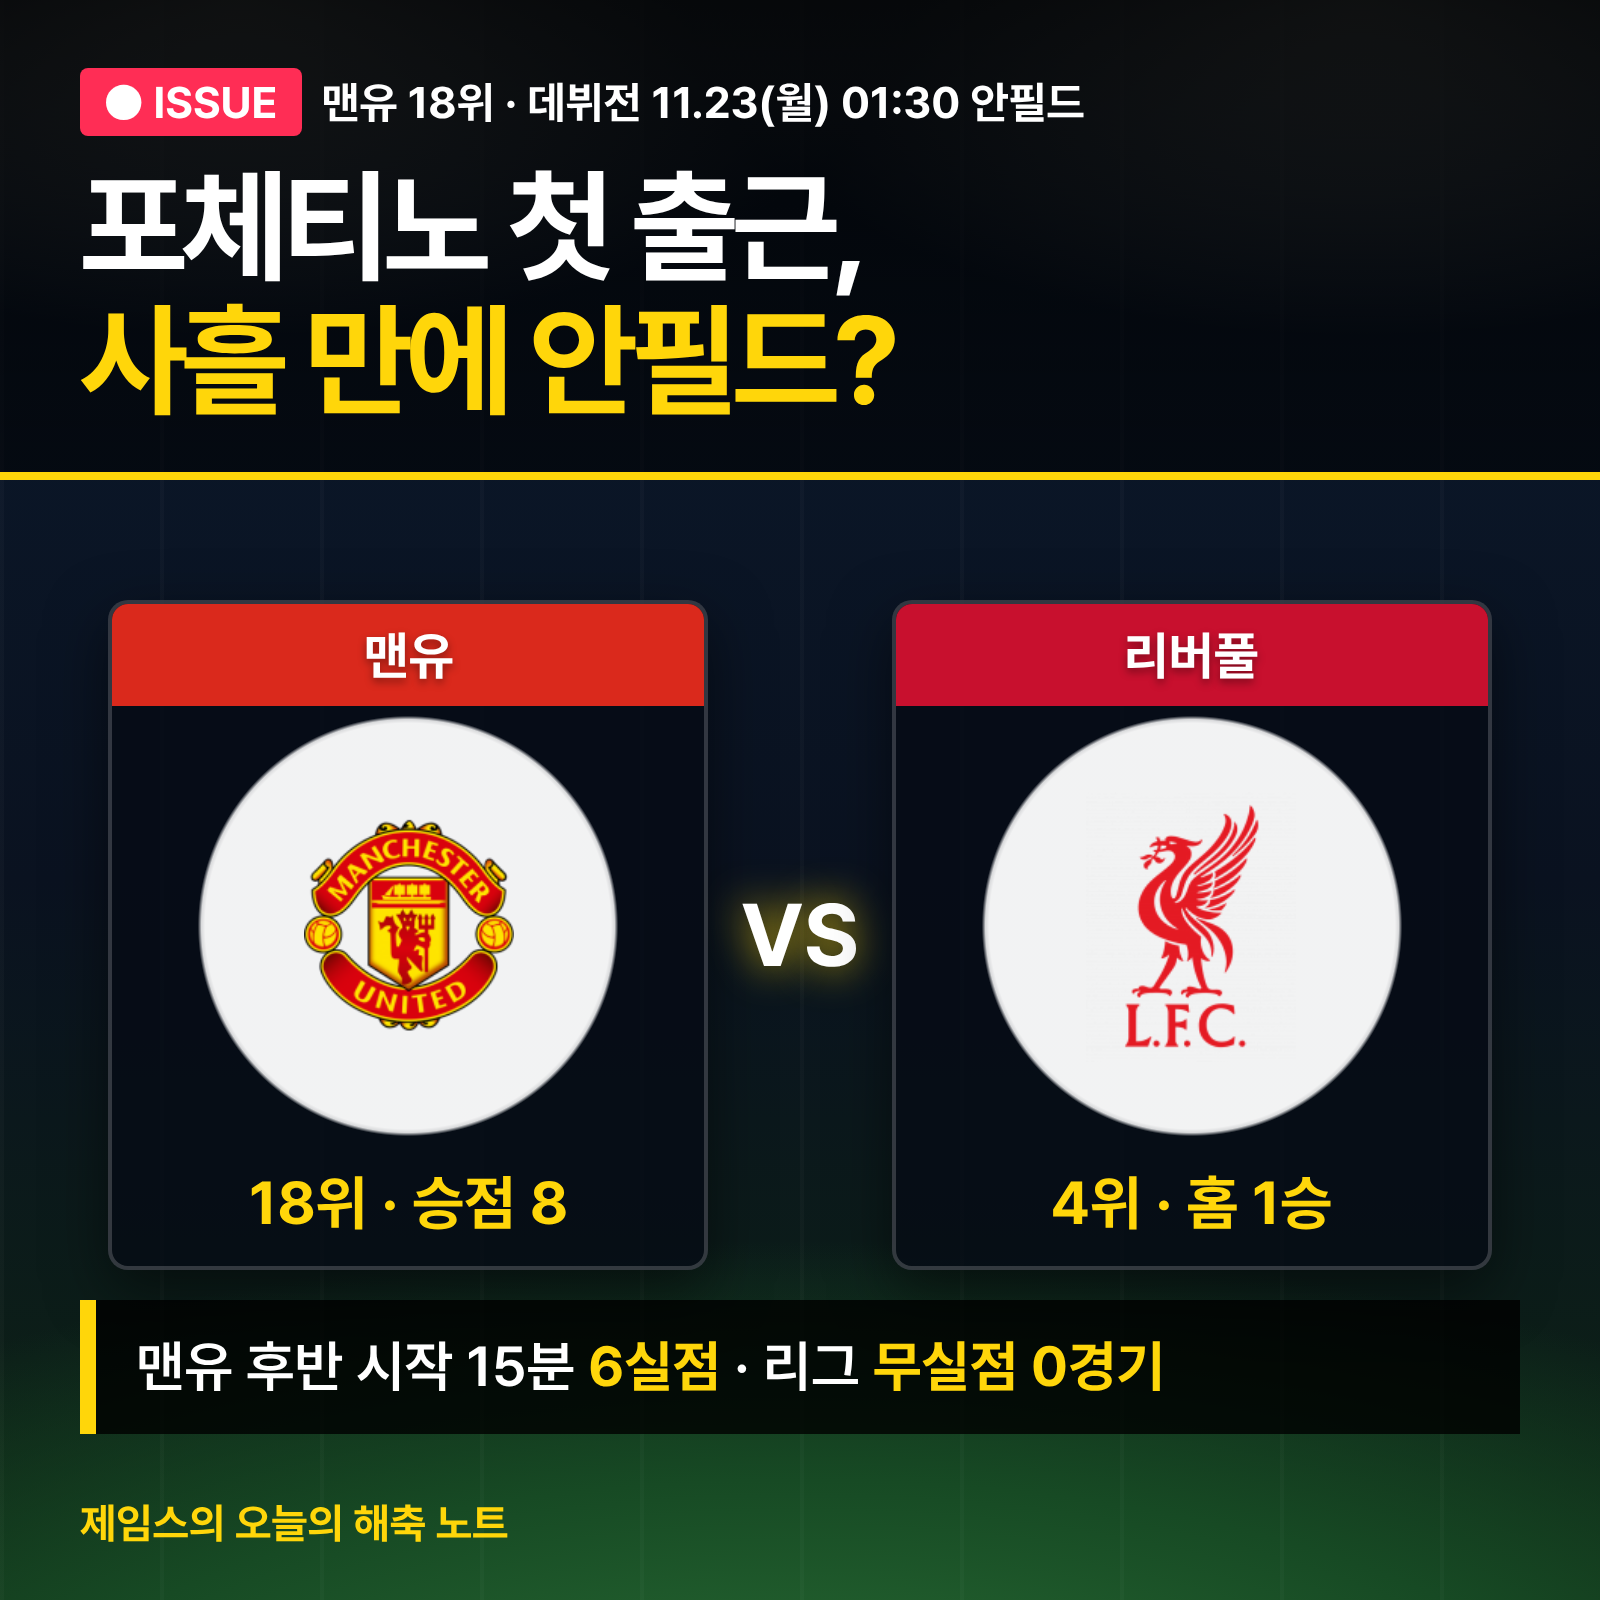 ISSUE 맨유 18위 · 데뷔전 11.23(월) 01:30 안필드
포체티노 첫 출근,
사흘 만에 안필드?
맨유
MANCHESTER
UNITED
18위 · 승점 8
VS
리버풀
L.F.C.
4위 · 홈 1승
맨유 후반 시작 15분 6실점 · 리그 무실점 0경기
제임스의 오늘의 해축 노트